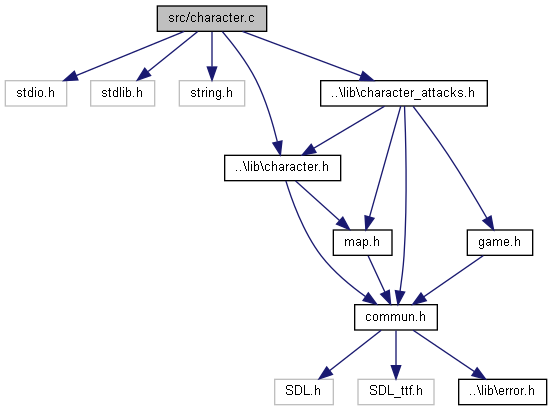 src/character.c
stdio.h
stdlib.h
string.h
..\lib\character_attacks.h
..\lib\character.h
map.h
game.h
commun.h
SDL.h
SDL_ttf.h
..\lib\error.h